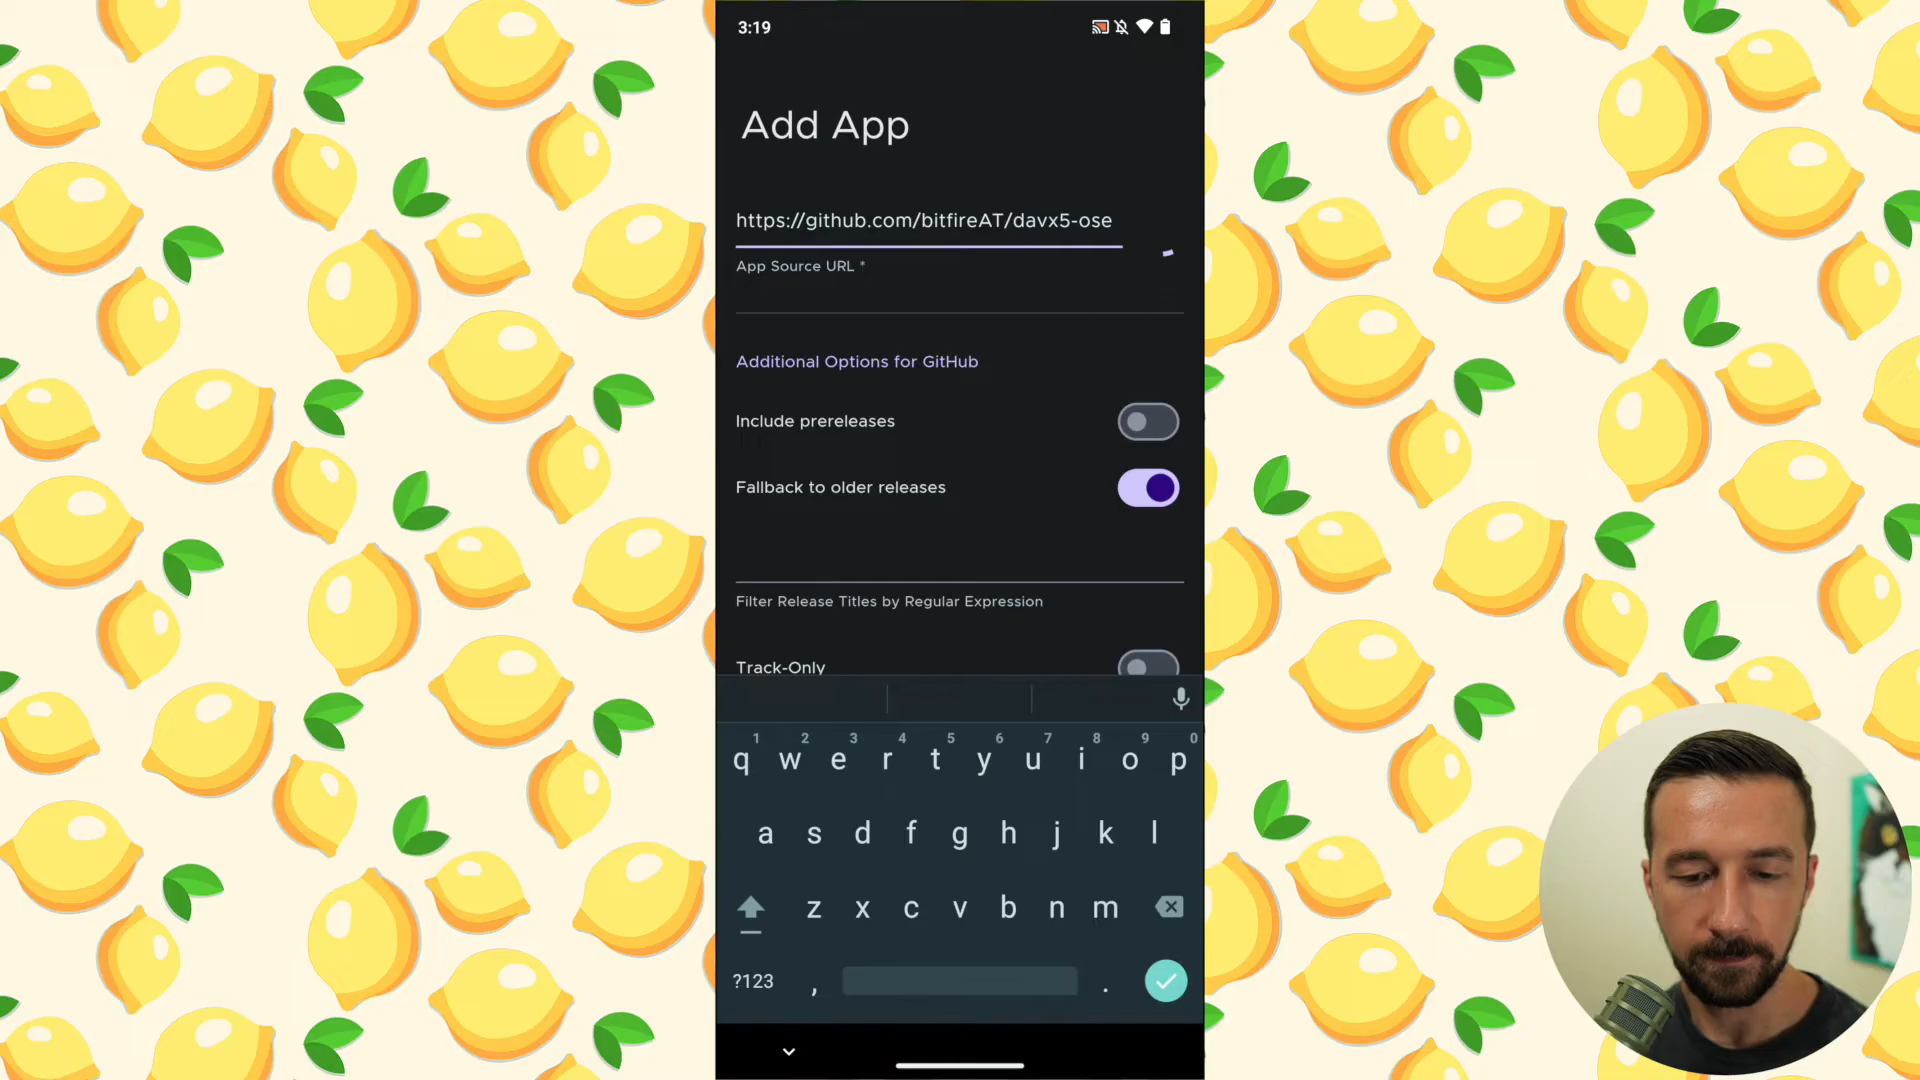 3:19
Add App
https://github.com/bitfireAT/davx5-ose
App Source URL *
Additional Options for GitHub
Include prereleases
Fallback to older releases
Filter Release Titles by Regular Expression
Track-Only
1 2 3 4 5 6 7 8 9 0
q w e r t y u i o p
a s d f g h j k l
z x c v b n m
?123 , .